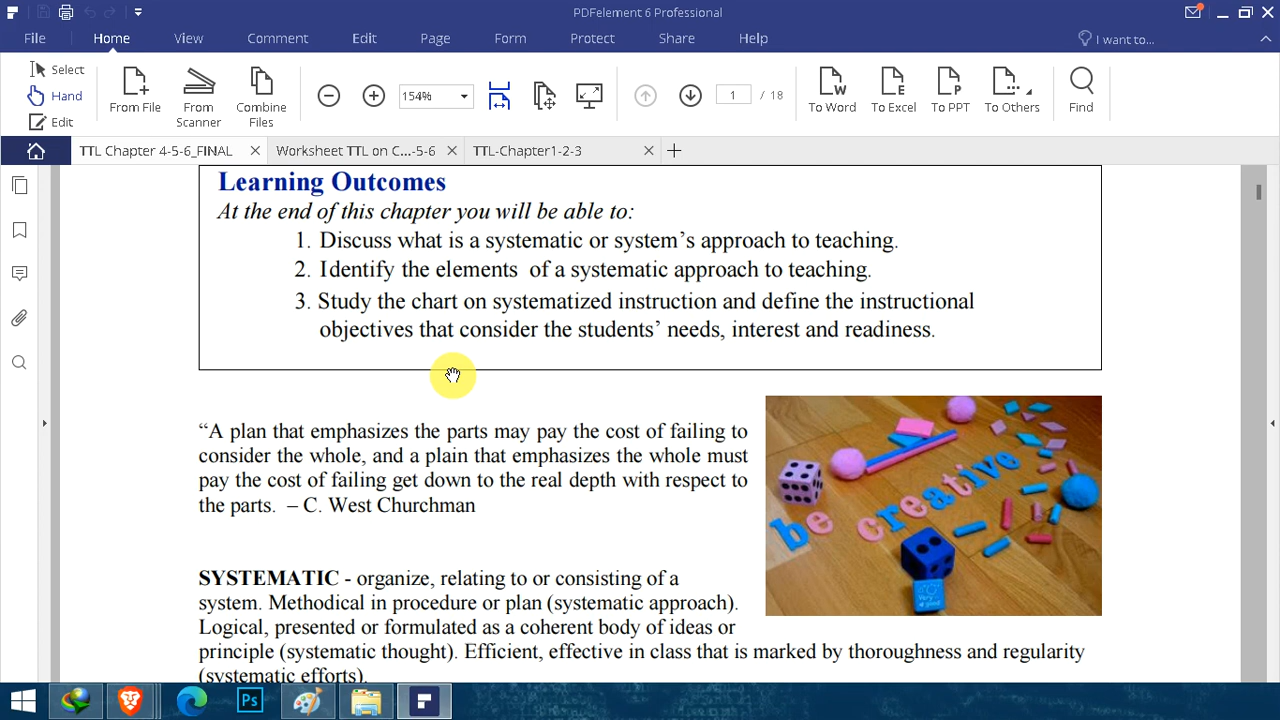 PDFelement 6 Professional
File Home View Comment Edit Page Form Protect Share Help I want to...
Select
Hand
Edit
From File
From Scanner
Combine Files
154%
1 / 18
To Word
To Excel
To PPT
To Others
Find
TTL Chapter 4-5-6_FINAL
Worksheet TTL on C...-5-6
TTL-Chapter1-2-3
Learning Outcomes
At the end of this chapter you will be able to:
1. Discuss what is a systematic or system's approach to teaching.
2. Identify the elements of a systematic approach to teaching.
3. Study the chart on systematized instruction and define the instructional
objectives that consider the students' needs, interest and readiness.
“A plan that emphasizes the parts may pay the cost of failing to
consider the whole, and a plain that emphasizes the whole must
pay the cost of failing get down to the real depth with respect to
the parts. – C. West Churchman
be creative
SYSTEMATIC - organize, relating to or consisting of a
system. Methodical in procedure or plan (systematic approach).
Logical, presented or formulated as a coherent body of ideas or
principle (systematic thought). Efficient, effective in class that is marked by thoroughness and regularity
(systematic efforts).
Ps